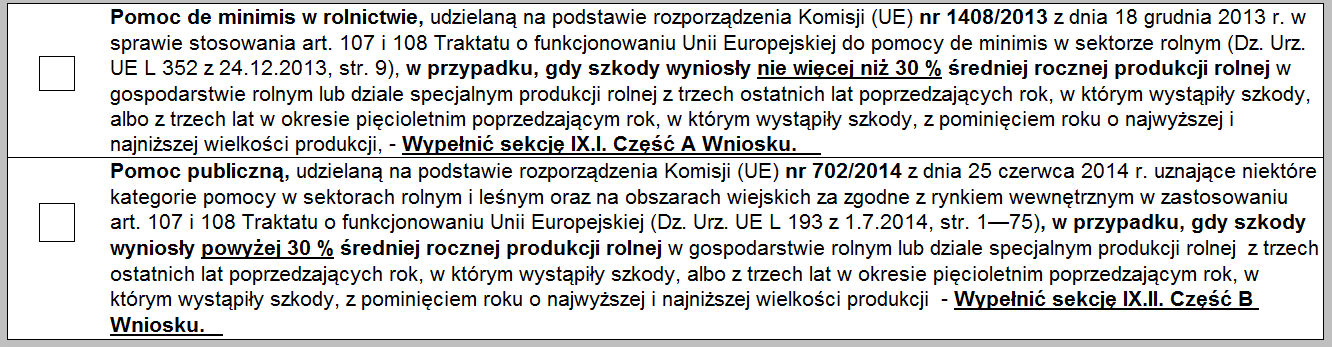 Pomoc de minimis w rolnictwie, udzielaną na podstawie rozporządzenia Komisji (UE) nr 1408/2013 z dnia 18 grudnia 2013 r. w
sprawie stosowania art. 107 i 108 Traktatu o funkcjonowaniu Unii Europejskiej do pomocy de minimis w sektorze rolnym (Dz. Urz.
UE L 352 z 24.12.2013, str. 9), w przypadku, gdy szkody wyniosły nie więcej niż 30 % średniej rocznej produkcji rolnej w
gospodarstwie rolnym lub dziale specjalnym produkcji rolnej z trzech ostatnich lat poprzedzających rok, w którym wystąpiły szkody,
albo z trzech lat w okresie pięcioletnim poprzedzającym rok, w którym wystąpiły szkody, z pominięciem roku o najwyższej i
najniższej wielkości produkcji, - Wypełnić sekcję IX.I. Część A Wniosku.
Pomoc publiczną, udzielaną na podstawie rozporządzenia Komisji (UE) nr 702/2014 z dnia 25 czerwca 2014 r. uznające niektóre
kategorie pomocy w sektorach rolnym i leśnym oraz na obszarach wiejskich za zgodne z rynkiem wewnętrznym w zastosowaniu
art. 107 i 108 Traktatu o funkcjonowaniu Unii Europejskiej (Dz. Urz. UE L 193 z 1.7.2014, str. 1—75), w przypadku, gdy szkody
wyniosły powyżej 30 % średniej rocznej produkcji rolnej w gospodarstwie rolnym lub dziale specjalnym produkcji rolnej z trzech
ostatnich lat poprzedzających rok, w którym wystąpiły szkody, albo z trzech lat w okresie pięcioletnim poprzedzającym rok, w
którym wystąpiły szkody, z pominięciem roku o najwyższej i najniższej wielkości produkcji - Wypełnić sekcję IX.II. Część B
Wniosku.